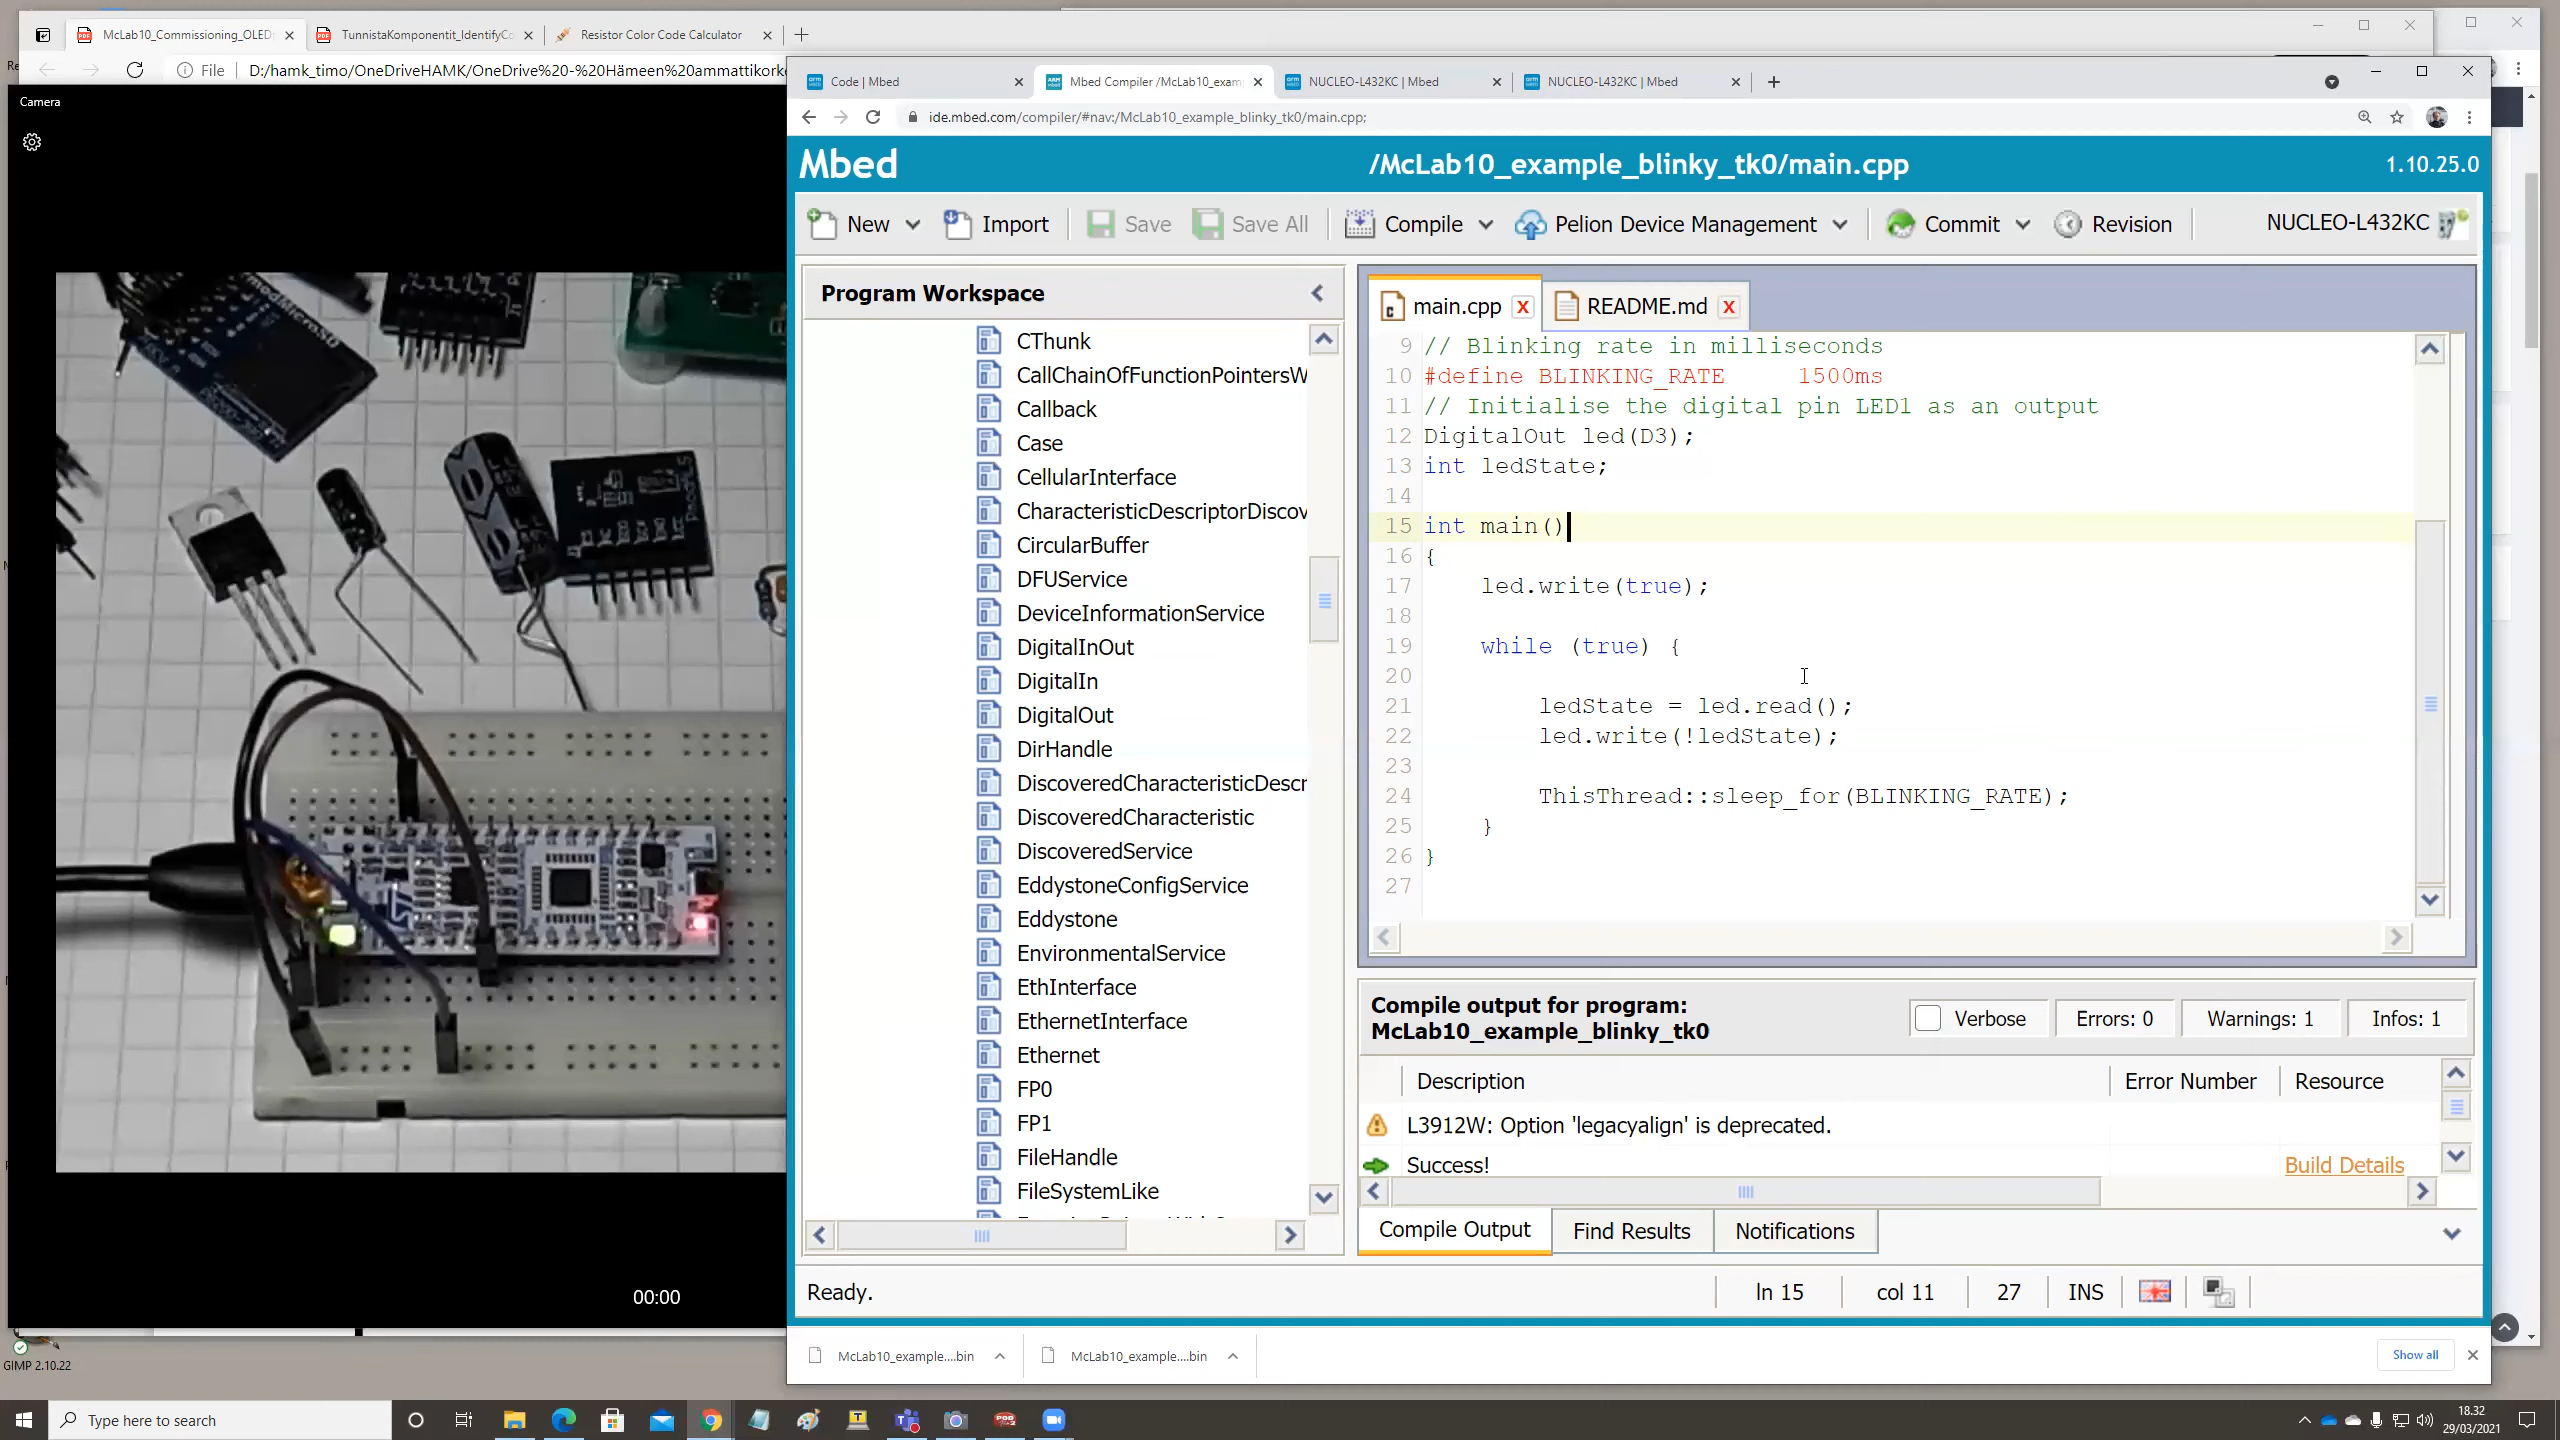 McLab10_Commissioning_OLED
TunnistaKomponentit_IdentifyCo
Resistor Color Code Calculator
File
D:/hamk_timo/OneDriveHAMK/OneDrive%20-%20Hämeen%20ammattikorke
Camera
00:00
GIMP 2.10.22
Code | Mbed
Mbed Compiler /McLab10_exam
NUCLEO-L432KC | Mbed
NUCLEO-L432KC | Mbed
ide.mbed.com/compiler/#nav:/McLab10_example_blinky_tk0/main.cpp;
Mbed
/McLab10_example_blinky_tk0/main.cpp
1.10.25.0
New
Import
Save
Save All
Compile
Pelion Device Management
Commit
Revision
NUCLEO-L432KC
Program Workspace
CThunk
CallChainOfFunctionPointersW
Callback
Case
CellularInterface
CharacteristicDescriptorDiscov
CircularBuffer
DFUService
DeviceInformationService
DigitalInOut
DigitalIn
DigitalOut
DirHandle
DiscoveredCharacteristicDescr
DiscoveredCharacteristic
DiscoveredService
EddystoneConfigService
Eddystone
EnvironmentalService
EthInterface
EthernetInterface
Ethernet
FP0
FP1
FileHandle
FileSystemLike
main.cpp
README.md
9 // Blinking rate in milliseconds
10 #define BLINKING_RATE     1500ms
11 // Initialise the digital pin LED1 as an output
12 DigitalOut led(D3);
13 int ledState;
14
15 int main()
16 {
17     led.write(true);
18
19     while (true) {
20
21         ledState = led.read();
22         led.write(!ledState);
23
24         ThisThread::sleep_for(BLINKING_RATE);
25     }
26 }
27
Compile output for program:
McLab10_example_blinky_tk0
Verbose
Errors: 0
Warnings: 1
Infos: 1
Description
Error Number
Resource
L3912W: Option 'legacyalign' is deprecated.
Success!
Build Details
Compile Output
Find Results
Notifications
Ready.
ln 15
col 11
27
INS
McLab10_example....bin
McLab10_example....bin
Show all
Type here to search
18.32
29/03/2021